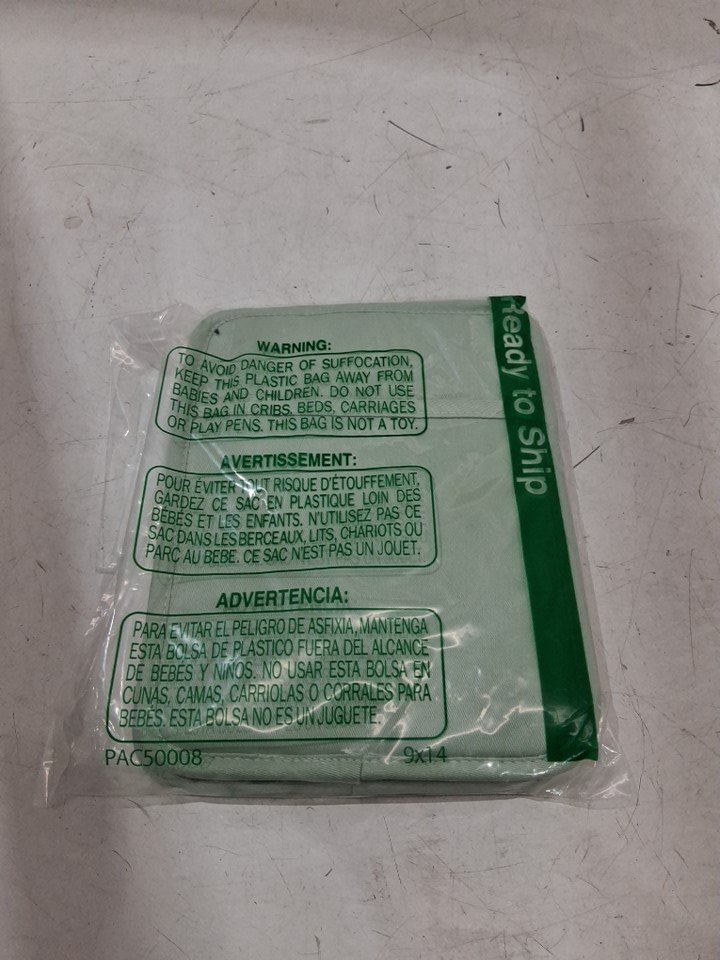 Ready to Ship
WARNING:
TO AVOID DANGER OF SUFFOCATION,
KEEP THIS PLASTIC BAG AWAY FROM
BABIES AND CHILDREN. DO NOT USE
THIS BAG IN CRIBS, BEDS, CARRIAGES
OR PLAY PENS. THIS BAG IS NOT A TOY.
AVERTISSEMENT:
POUR ÉVITER TOUT RISQUE D'ÉTOUFFEMENT,
GARDEZ CE SAC EN PLASTIQUE LOIN DES
BÉBÉS ET LES ENFANTS. N'UTILISEZ PAS CE
SAC DANS LES BERCEAUX, LITS, CHARIOTS OU
PARC AU BEBE. CE SAC N'EST PAS UN JOUET.
ADVERTENCIA:
PARA EVITAR EL PELIGRO DE ASFIXIA, MANTENGA
ESTA BOLSA DE PLASTICO FUERA DEL ALCANCE
DE BEBÉS Y NIÑOS. NO USAR ESTA BOLSA EN
CUNAS, CAMAS, CARRIOLAS O CORRALES PARA
BEBÉS. ESTA BOLSA NO ES UN JUGUETE.
PAC50008 9x14